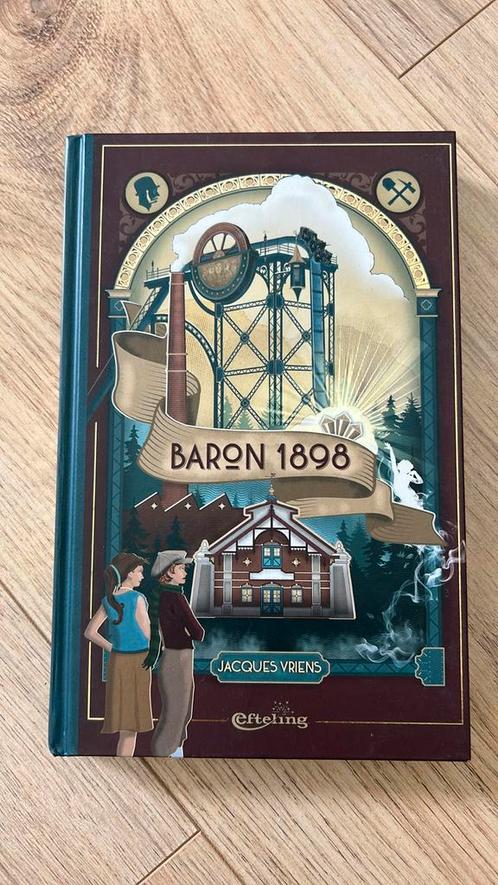 BARON 1898
JACQUES VRIENS
efteling